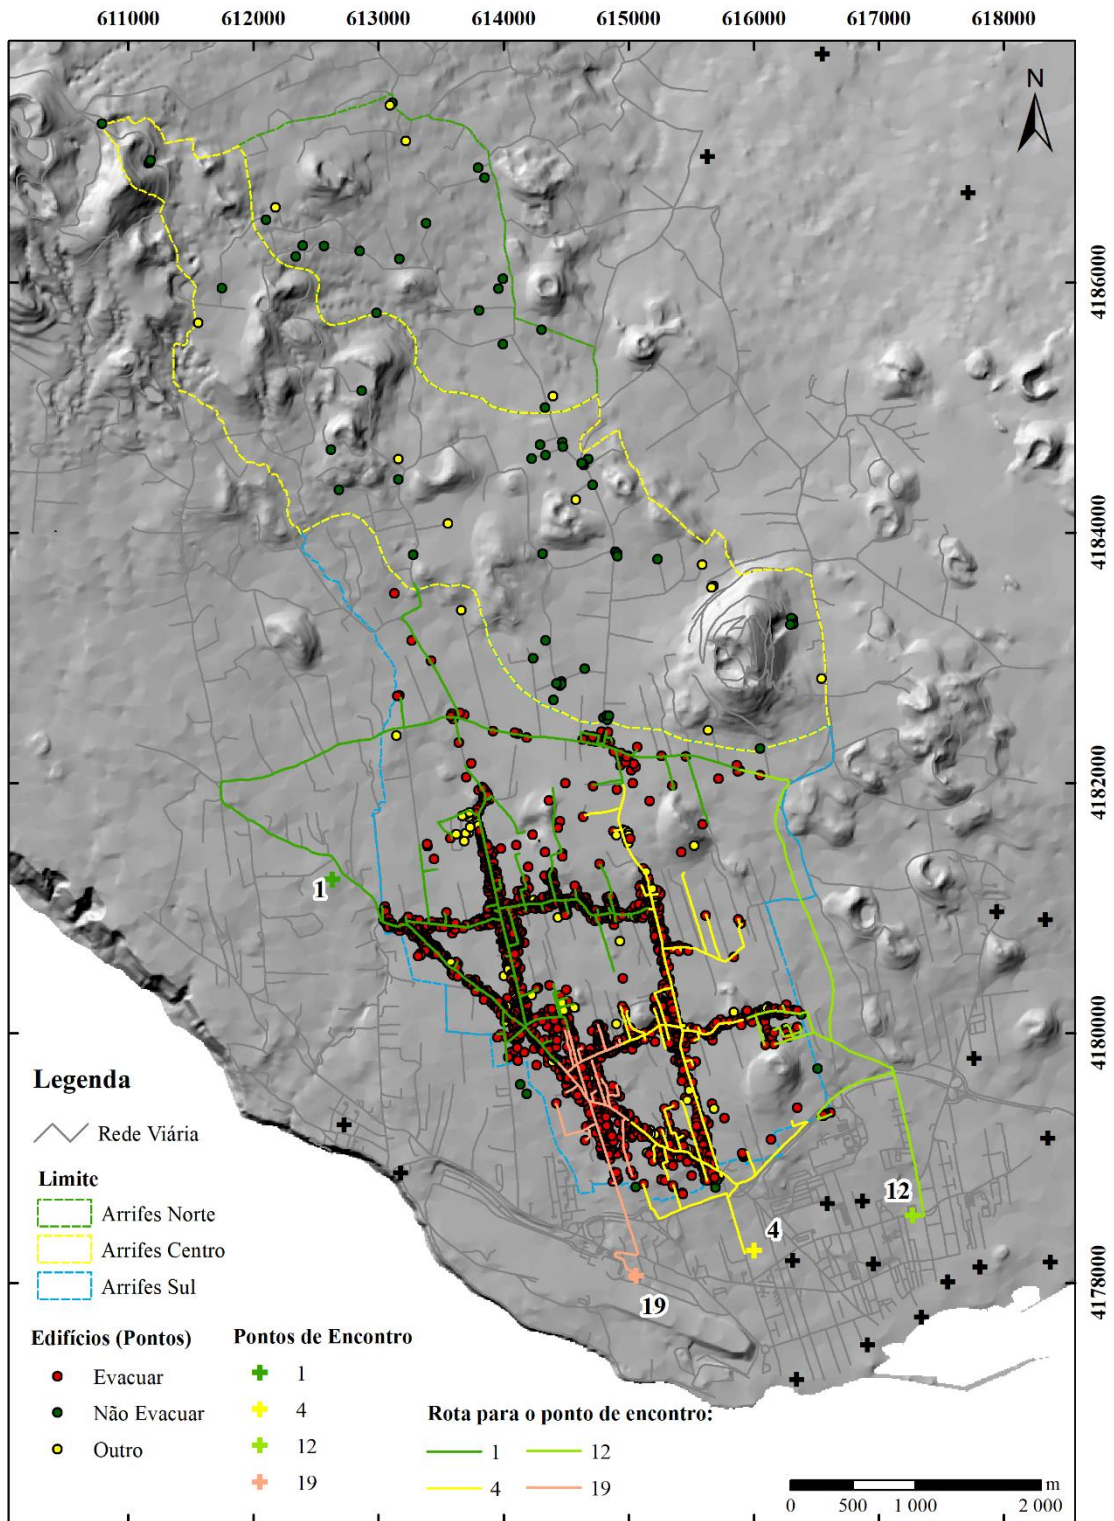 611000 612000 613000 614000 615000 616000 617000 618000
N
4186000
4184000
4182000
1
4180000
12
4
19
4178000
Legenda
Rede Viária
Limite
Arrifes Norte
Arrifes Centro
Arrifes Sul
Edifícios (Pontos)
Evacuar
Não Evacuar
Outro
Pontos de Encontro
1
4
12
19
Rota para o ponto de encontro:
1 12
4 19
m
0 500 1 000 2 000